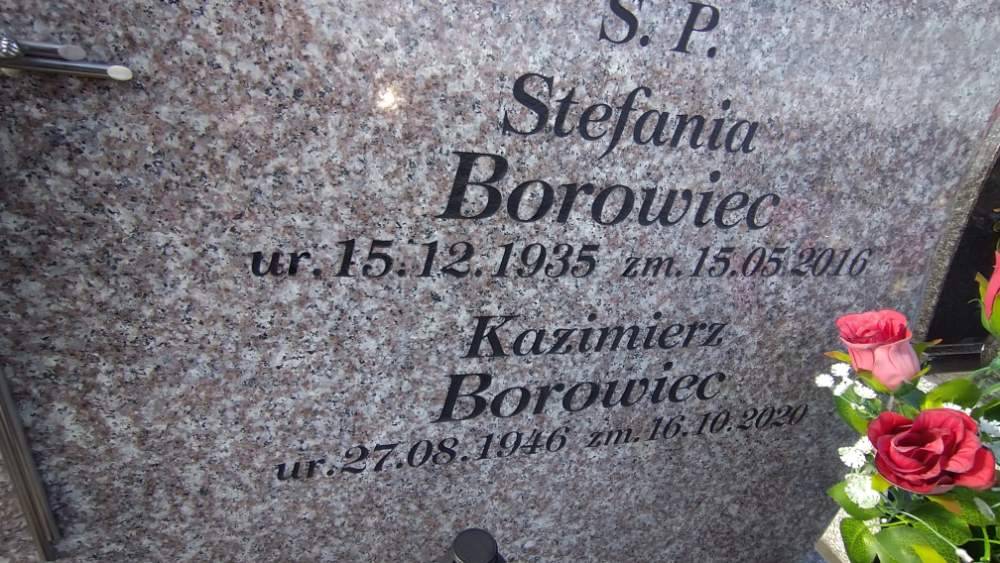 S. P.
Stefania
Borowiec
ur. 15.12.1935 zm. 15.05.2016
Kazimierz
Borowiec
ur. 27.08.1946 zm. 16.10.2020